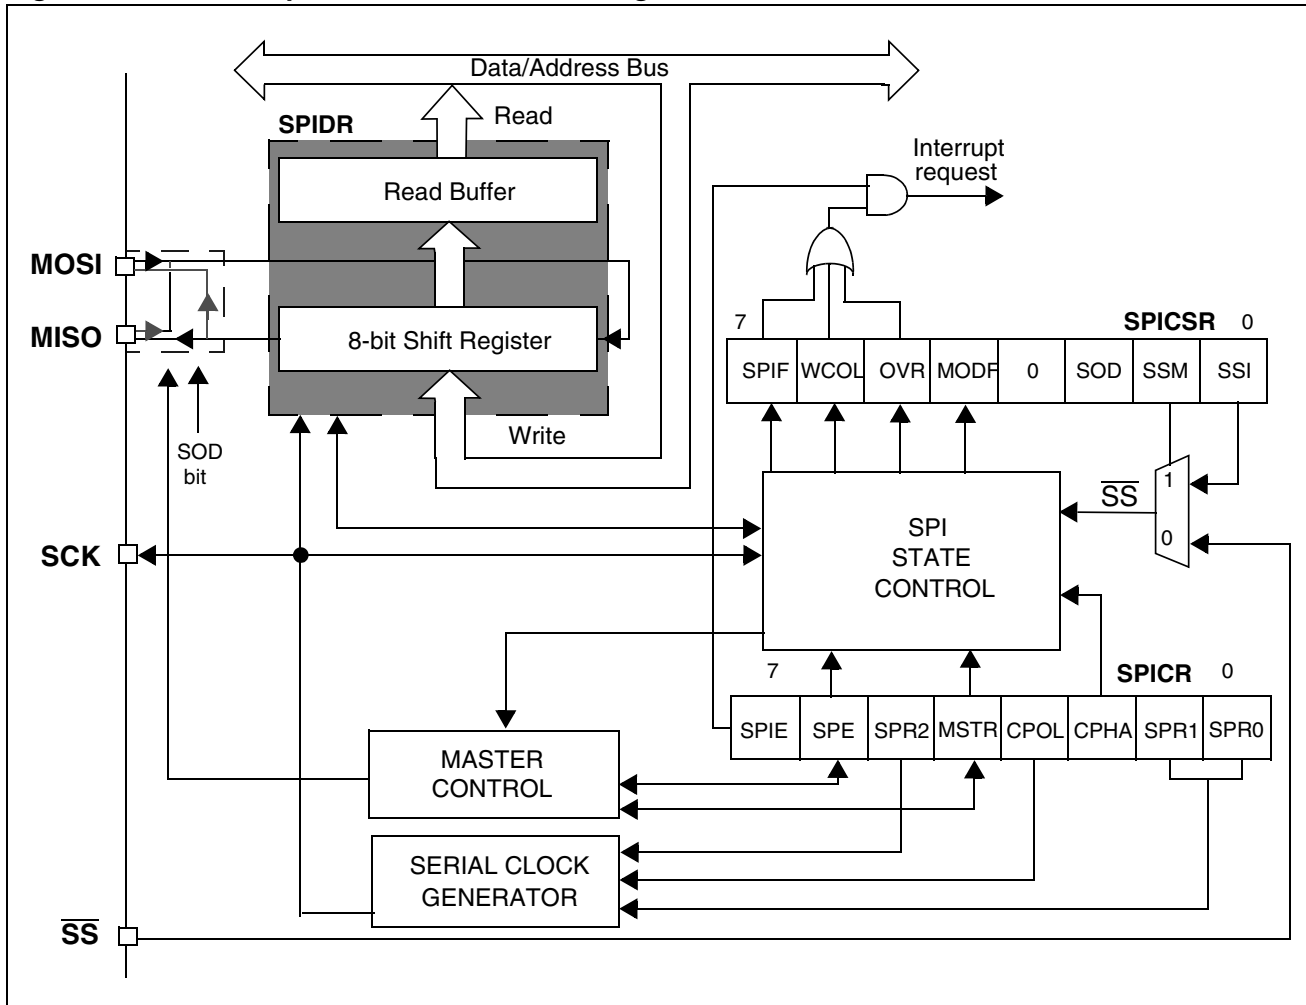 Data/Address Bus
SPIDR
Read
Read Buffer
Interrupt
request
MOSI
MISO
8-bit Shift Register
7
SPICSR
0
SPIF
WCOL
OVR
MODF
0
SOD
SSM
SSI
SOD
bit
Write
SCK
SPI
STATE
CONTROL
SS
1
0
7
SPICR
0
SPIE
SPE
SPR2
MSTR
CPOL
CPHA
SPR1
SPR0
MASTER
CONTROL
SERIAL CLOCK
GENERATOR
SS